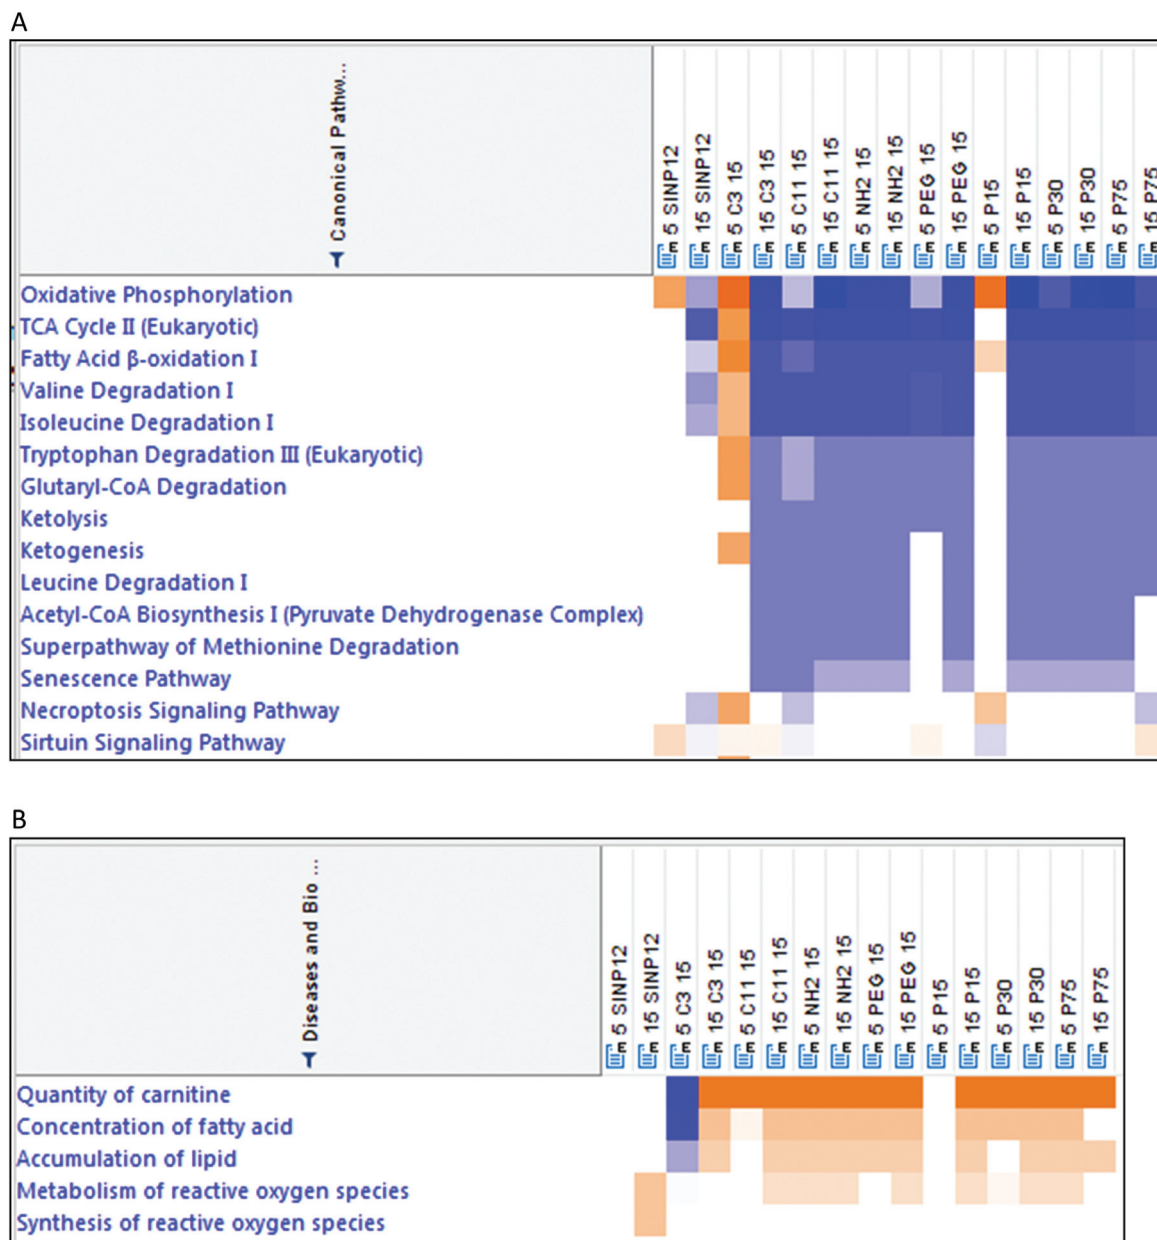 A
Canonical Pathw...
5 SINP12
15 SINP12
5 C3 15
15 C3 15
5 C11 15
15 C11 15
5 NH2 15
15 NH2 15
5 PEG 15
15 PEG 15
5 P15
15 P15
5 P30
15 P30
5 P75
15 P75
Oxidative Phosphorylation
TCA Cycle II (Eukaryotic)
Fatty Acid β-oxidation I
Valine Degradation I
Isoleucine Degradation I
Tryptophan Degradation III (Eukaryotic)
Glutaryl-CoA Degradation
Ketolysis
Ketogenesis
Leucine Degradation I
Acetyl-CoA Biosynthesis I (Pyruvate Dehydrogenase Complex)
Superpathway of Methionine Degradation
Senescence Pathway
Necroptosis Signaling Pathway
Sirtuin Signaling Pathway
B
Diseases and Bio ...
5 SINP12
15 SINP12
5 C3 15
15 C3 15
5 C11 15
15 C11 15
5 NH2 15
15 NH2 15
5 PEG 15
15 PEG 15
5 P15
15 P15
5 P30
15 P30
5 P75
15 P75
Quantity of carnitine
Concentration of fatty acid
Accumulation of lipid
Metabolism of reactive oxygen species
Synthesis of reactive oxygen species